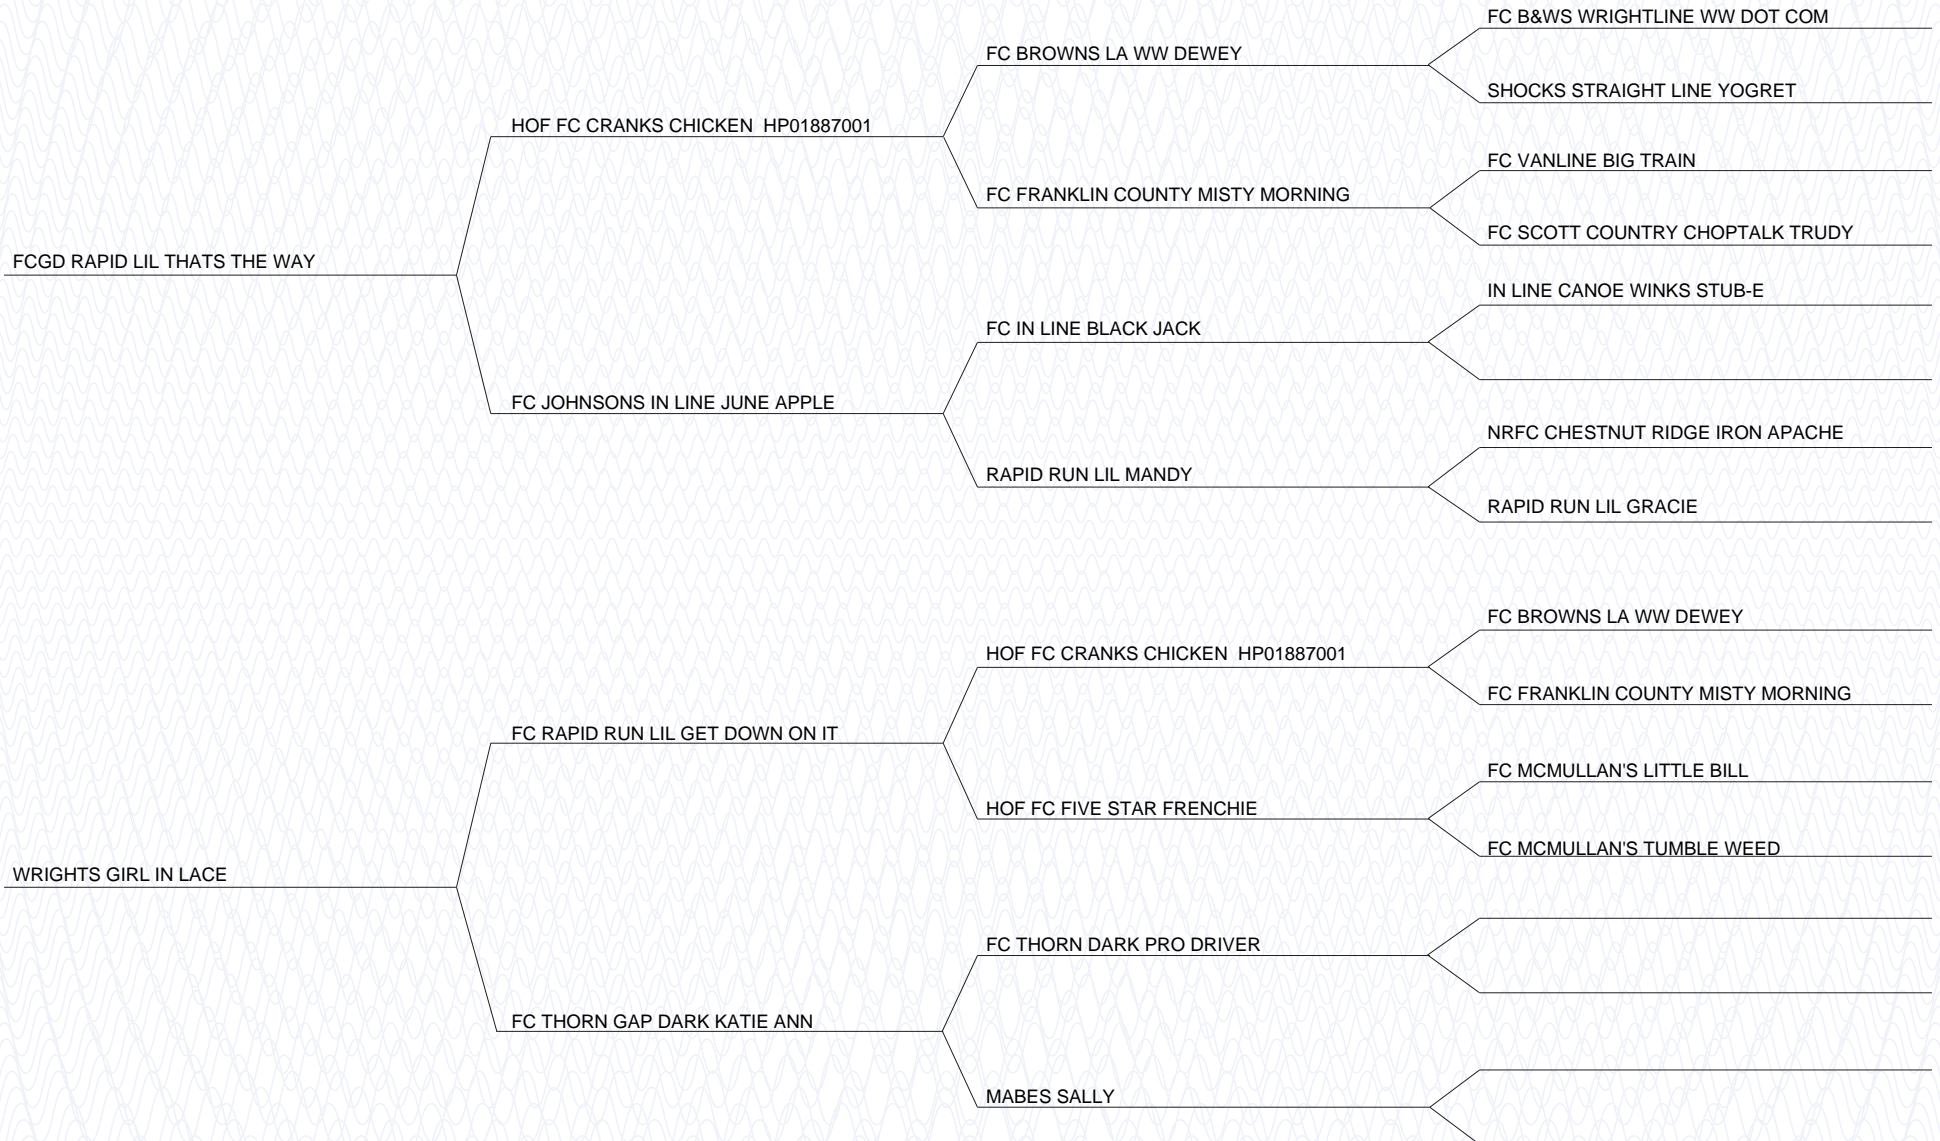 FC B&WS WRIGHTLINE WW DOT COM
FC BROWNS LA WW DEWEY
SHOCKS STRAIGHT LINE YOGRET
HOF FC CRANKS CHICKEN  HP01887001
FC VANLINE BIG TRAIN
FC FRANKLIN COUNTY MISTY MORNING
FC SCOTT COUNTRY CHOPTALK TRUDY
FCGD RAPID LIL THATS THE WAY
IN LINE CANOE WINKS STUB-E
FC IN LINE BLACK JACK
FC JOHNSONS IN LINE JUNE APPLE
NRFC CHESTNUT RIDGE IRON APACHE
RAPID RUN LIL MANDY
RAPID RUN LIL GRACIE
FC BROWNS LA WW DEWEY
HOF FC CRANKS CHICKEN  HP01887001
FC FRANKLIN COUNTY MISTY MORNING
FC RAPID RUN LIL GET DOWN ON IT
FC MCMULLAN'S LITTLE BILL
HOF FC FIVE STAR FRENCHIE
FC MCMULLAN'S TUMBLE WEED
WRIGHTS GIRL IN LACE
FC THORN DARK PRO DRIVER
FC THORN GAP DARK KATIE ANN
MABES SALLY